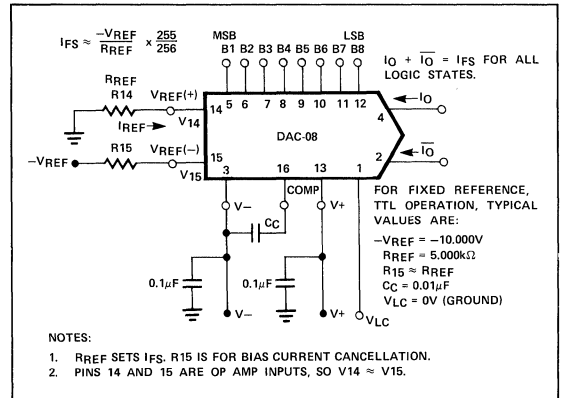 IFS ≈ −VREF / RREF × 255 / 256
MSB LSB
B1 B2 B3 B4 B5 B6 B7 B8
IO + IO̅ = IFS FOR ALL
LOGIC STATES.
RREF
R14
VREF(+)
IREF→
V14
14
5 6 7 8 9 10 11 12
←IO
4
DAC-08
−VREF
R15
VREF(−)
V15
15
←IO̅
2
3 16 13 1
COMP
V−
CC
V+
0.1μF
0.1μF
V−
V+
VLC
FOR FIXED REFERENCE,
TTL OPERATION, TYPICAL
VALUES ARE:
−VREF = −10.000V
RREF = 5.000kΩ
R15 ≈ RREF
CC = 0.01μF
VLC = 0V (GROUND)
NOTES:
1. RREF SETS IFS. R15 IS FOR BIAS CURRENT CANCELLATION.
2. PINS 14 AND 15 ARE OP AMP INPUTS, SO V14 ≈ V15.